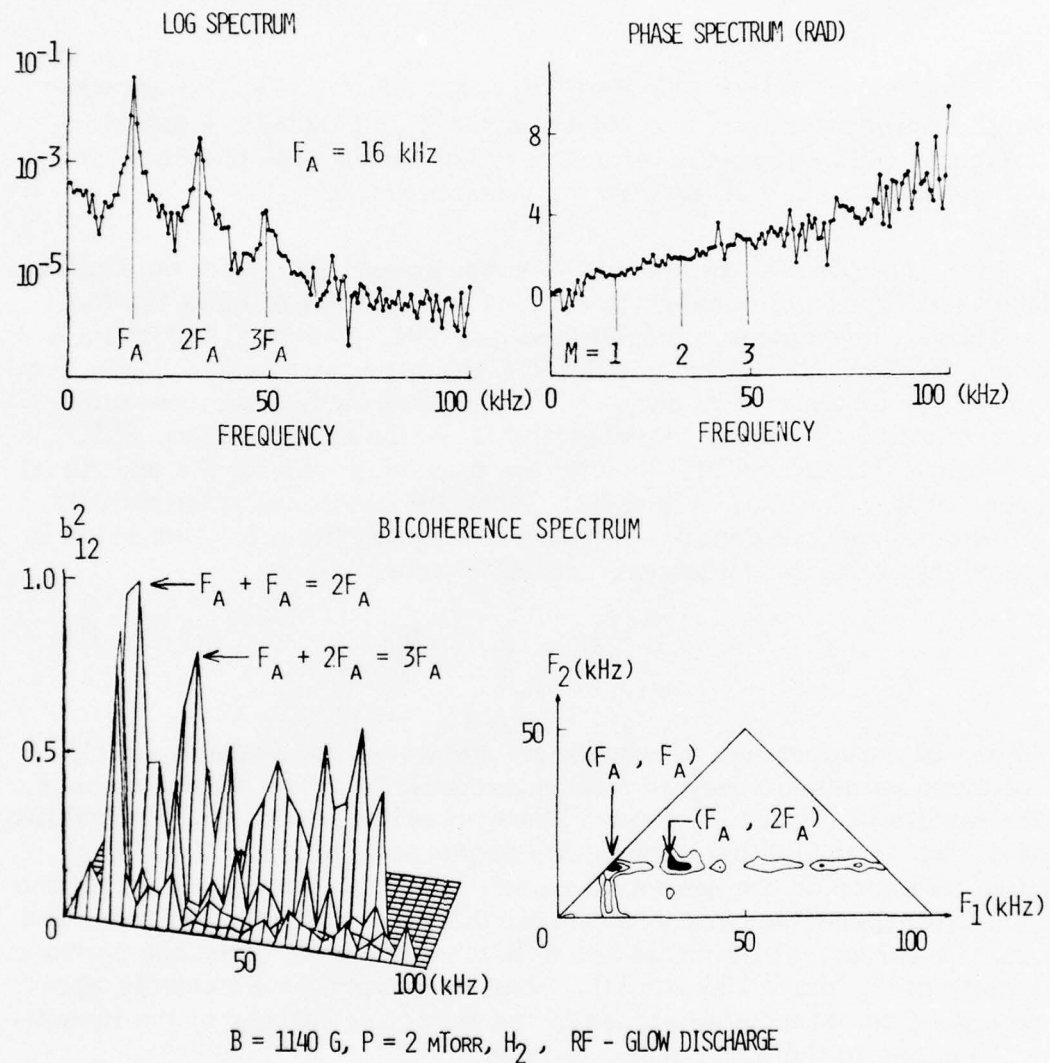 LOG SPECTRUM
10^-1
10^-3
10^-5
F_A = 16 kHz
F_A 2F_A 3F_A
0 50 100 (kHz)
FREQUENCY
PHASE SPECTRUM (RAD)
8
4
0
M = 1 2 3
0 50 100 (kHz)
FREQUENCY
BICOHERENCE SPECTRUM
b^2_12
1.0
0.5
0
F_A + F_A = 2F_A
F_A + 2F_A = 3F_A
50
100 (kHz)
F_2 (kHz)
50
(F_A , F_A)
(F_A , 2F_A)
0 50 100
F_1 (kHz)
B = 1140 G, P = 2 mTORR, H_2 , RF - GLOW DISCHARGE